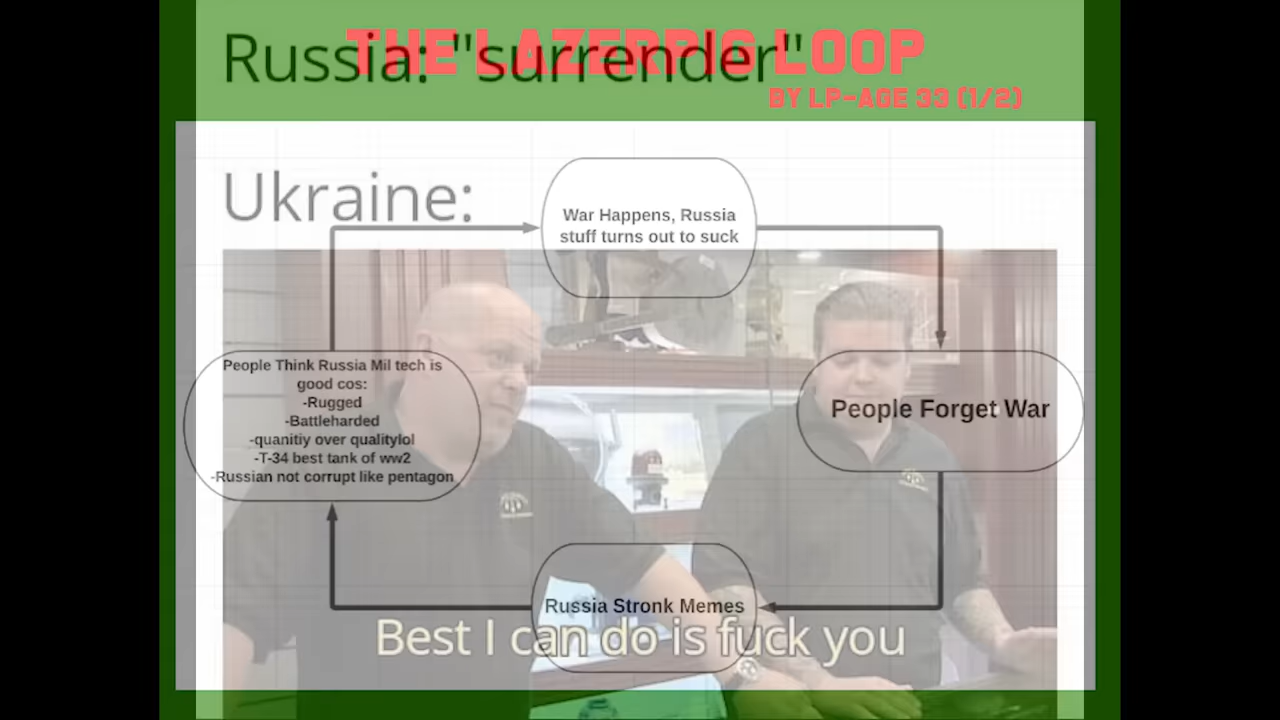 Russia: "surrender"
THE LAZERPIG LOOP
BY LP-AGE 33 (1/2)
Ukraine:
War Happens, Russia
stuff turns out to suck
People Think Russia Mil tech is
good cos:
-Rugged
-Battleharded
-quanitiy over qualitylol
-T-34 best tank of ww2
-Russian not corrupt like pentagon
People Forget War
Russia Stronk Memes
Best I can do is fuck you